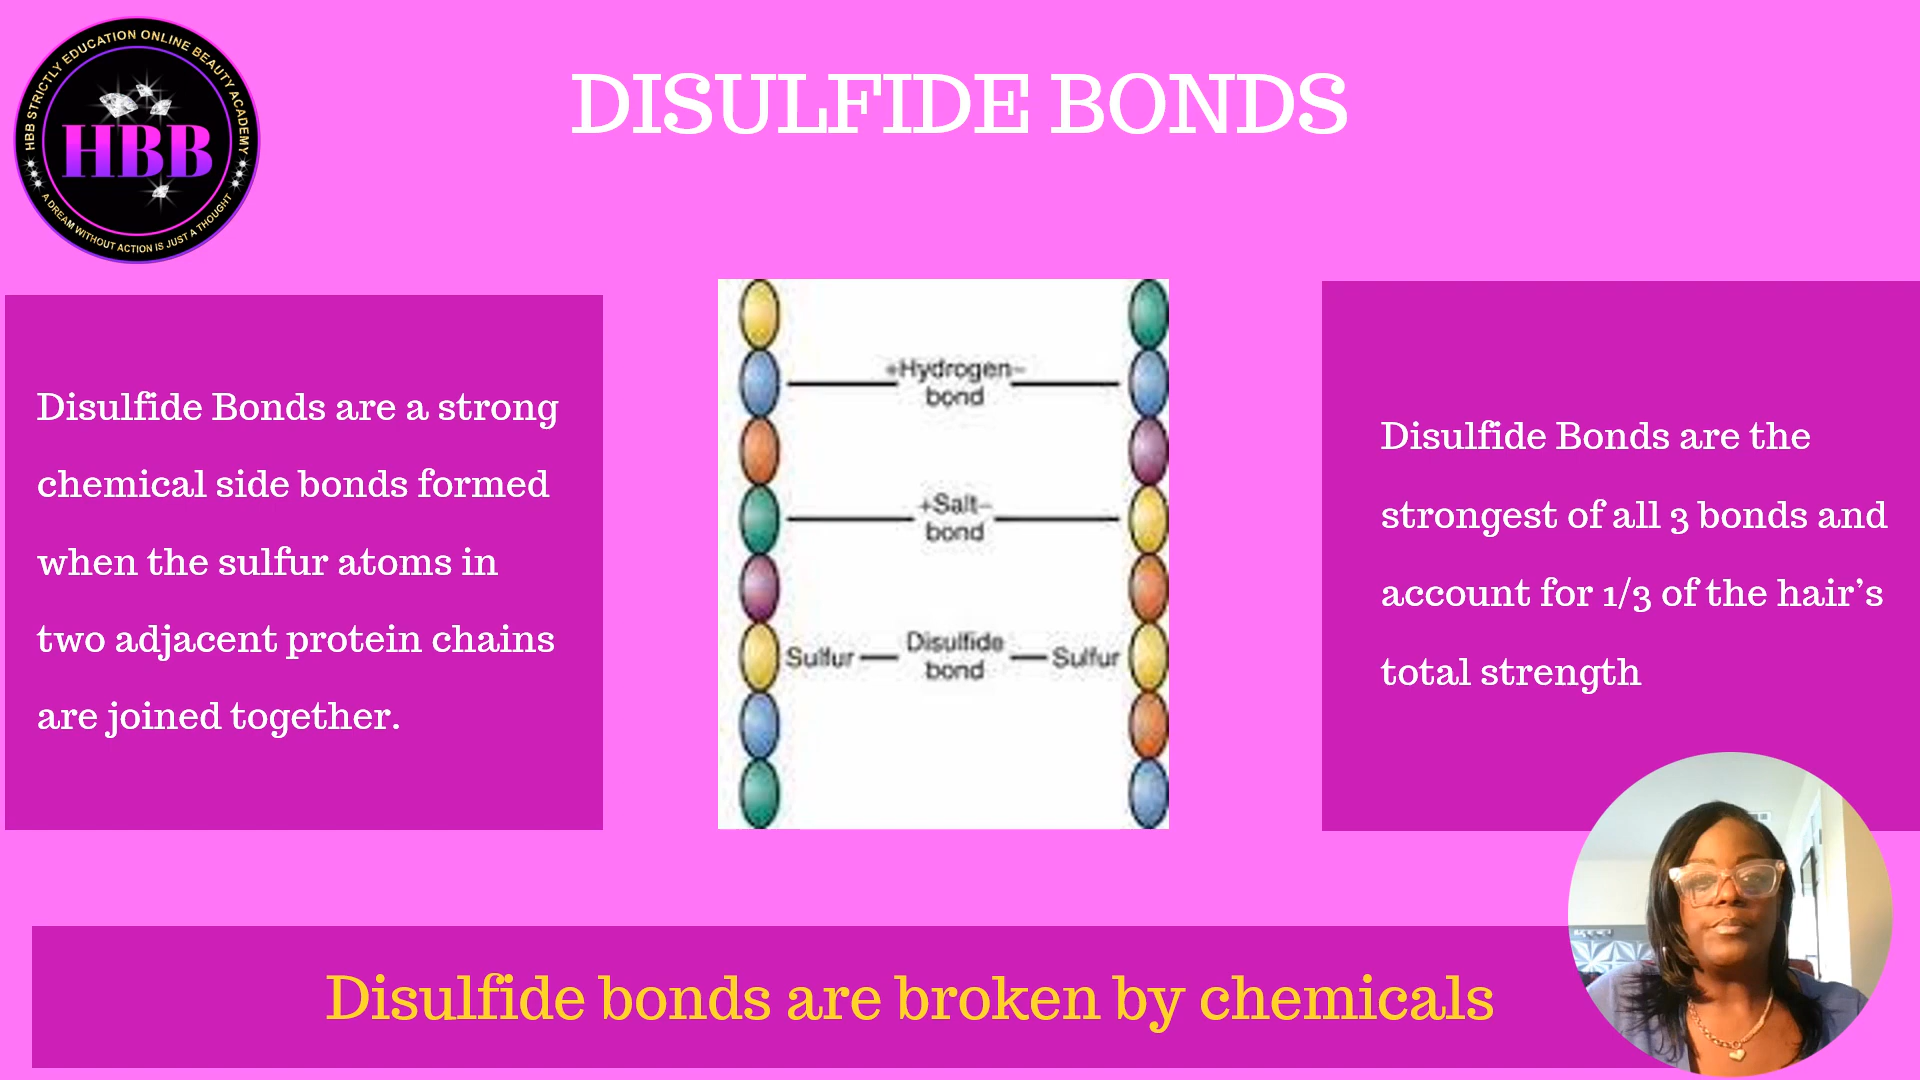 HBB STRICTLY EDUCATION ONLINE BEAUTY ACADEMY
HBB
A DREAM WITHOUT ACTION IS JUST A THOUGHT
DISULFIDE BONDS
Disulfide Bonds are a strong
chemical side bonds formed
when the sulfur atoms in
two adjacent protein chains
are joined together.
+Hydrogen–
bond
+Salt–
bond
Sulfur — Disulfide — Sulfur
bond
Disulfide Bonds are the
strongest of all 3 bonds and
account for 1/3 of the hair’s
total strength
Disulfide bonds are broken by chemicals